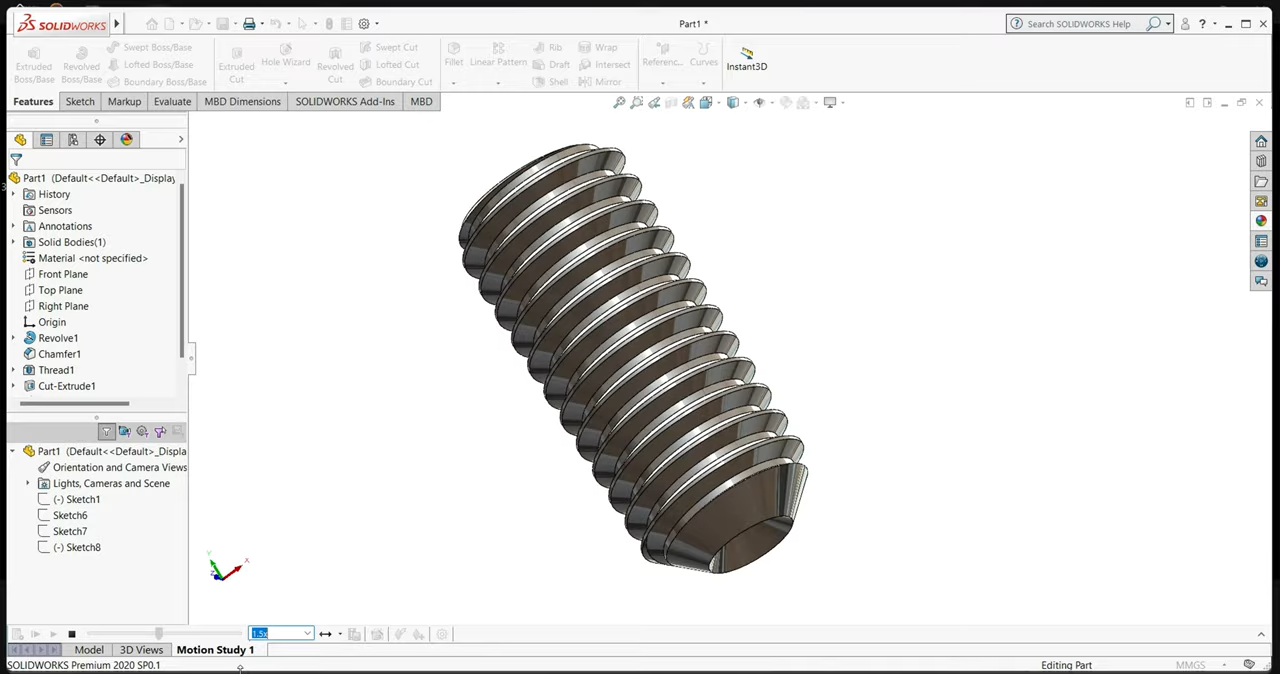 SOLIDWORKS
Part1 *
Search SOLIDWORKS Help
Extruded Boss/Base
Revolved Boss/Base
Swept Boss/Base
Lofted Boss/Base
Boundary Boss/Base
Extruded Cut
Hole Wizard
Revolved Cut
Swept Cut
Lofted Cut
Boundary Cut
Fillet
Linear Pattern
Rib
Draft
Shell
Wrap
Intersect
Mirror
Referenc...
Curves
Instant3D
Features
Sketch
Markup
Evaluate
MBD Dimensions
SOLIDWORKS Add-Ins
MBD
Part1 (Default<<Default>_Display
History
Sensors
Annotations
Solid Bodies(1)
Material <not specified>
Front Plane
Top Plane
Right Plane
Origin
Revolve1
Chamfer1
Thread1
Cut-Extrude1
Part1 (Default<<Default>_Displa
Orientation and Camera Views
Lights, Cameras and Scene
(-) Sketch1
Sketch6
Sketch7
(-) Sketch8
Y
X
Z
1.5x
Model
3D Views
Motion Study 1
SOLIDWORKS Premium 2020 SP0.1
Editing Part
MMGS